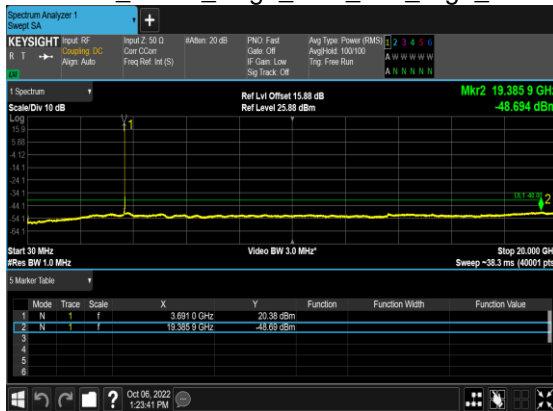 Spectrum Analyzer 1
Swept SA
+
KEYSIGHT
R T
Input: RF
Coupling: DC
Align: Auto
Input Z: 50 Ω
Corr CCorr
Freq Ref: Int (S)
#Atten: 20 dB
PNO: Fast
Gate: Off
IF Gain: Low
Sig Track: Off
Avg Type: Power (RMS)
Avg|Hold: 100/100
Trig: Free Run
1 2 3 4 5 6
A W W W W W
A N N N N N
1 Spectrum
Scale/Div 10 dB
Ref Lvl Offset 15.88 dB
Ref Level 25.88 dBm
Mkr2 19.385 9 GHz
-48.694 dBm
Log
15.9
5.88
-4.12
-14.1
-24.1
-34.1
-44.1
-54.1
-64.1
1
2
Start 30 MHz
#Res BW 1.0 MHz
Video BW 3.0 MHz*
Stop 20.000 GHz
Sweep ~38.3 ms (40001 pts)
5 Marker Table
Mode Trace Scale X Y Function Function Width Function Value
1 N 1 f 3.691 0 GHz 20.38 dBm
2 N 1 f 19.385 9 GHz -48.69 dBm
3
4
5
6
?
Oct 06, 2022
1:23:41 PM